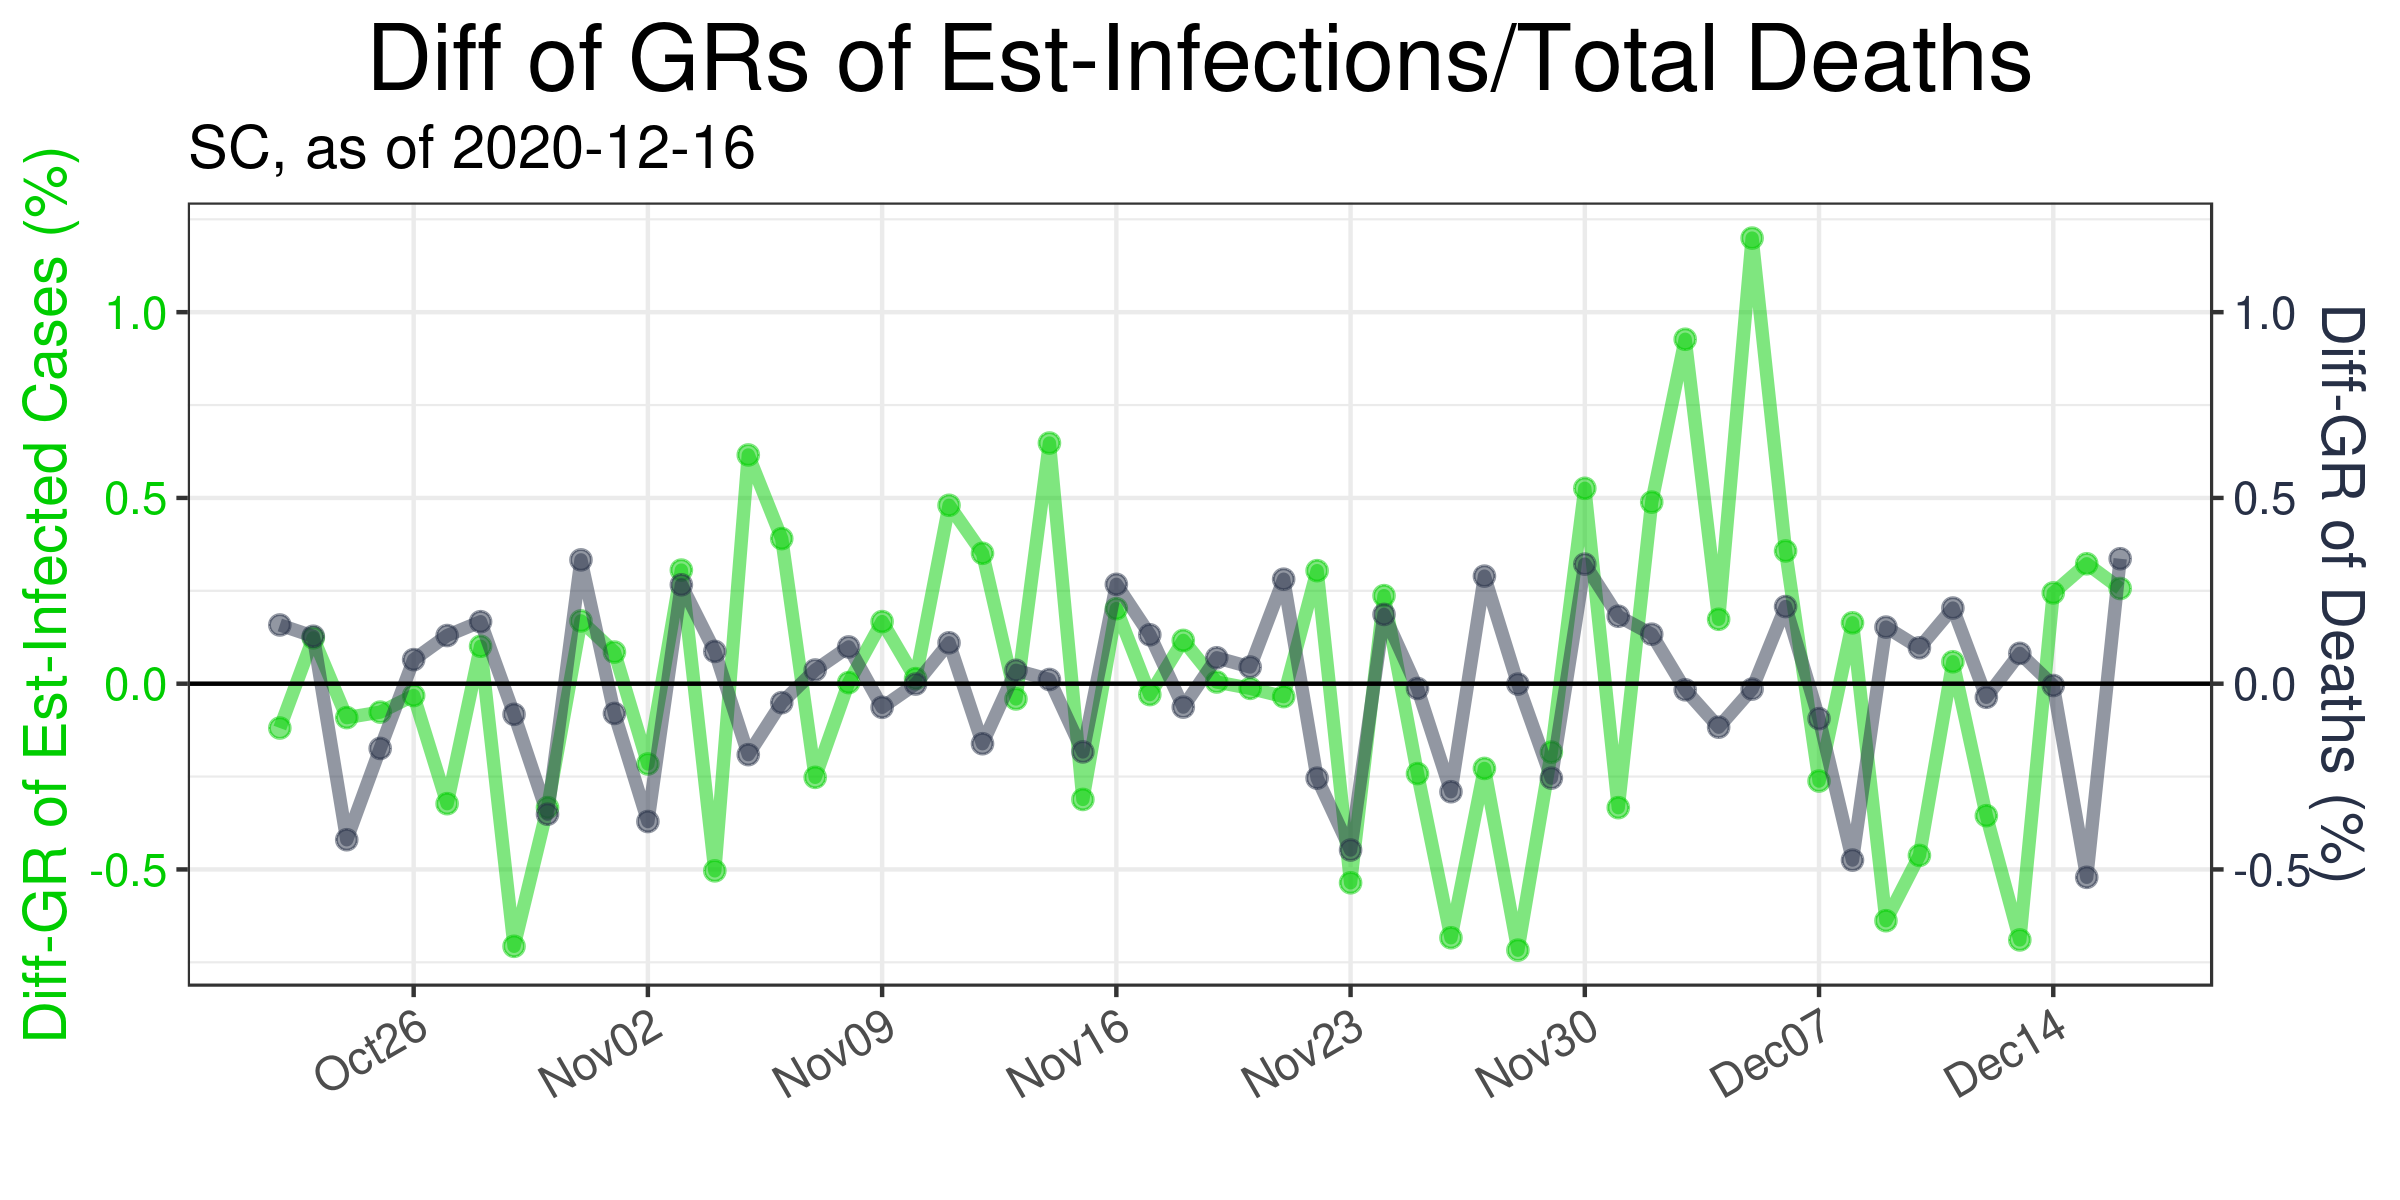 Diff of GRs of Est-Infections/Total Deaths
SC, as of 2020-12-16
Diff-GR of Est-Infected Cases (%)
1.0
0.5
0.0
-0.5
1.0
0.5
0.0
-0.5
Diff-GR of Deaths (%)
Oct26
Nov02
Nov09
Nov16
Nov23
Nov30
Dec07
Dec14